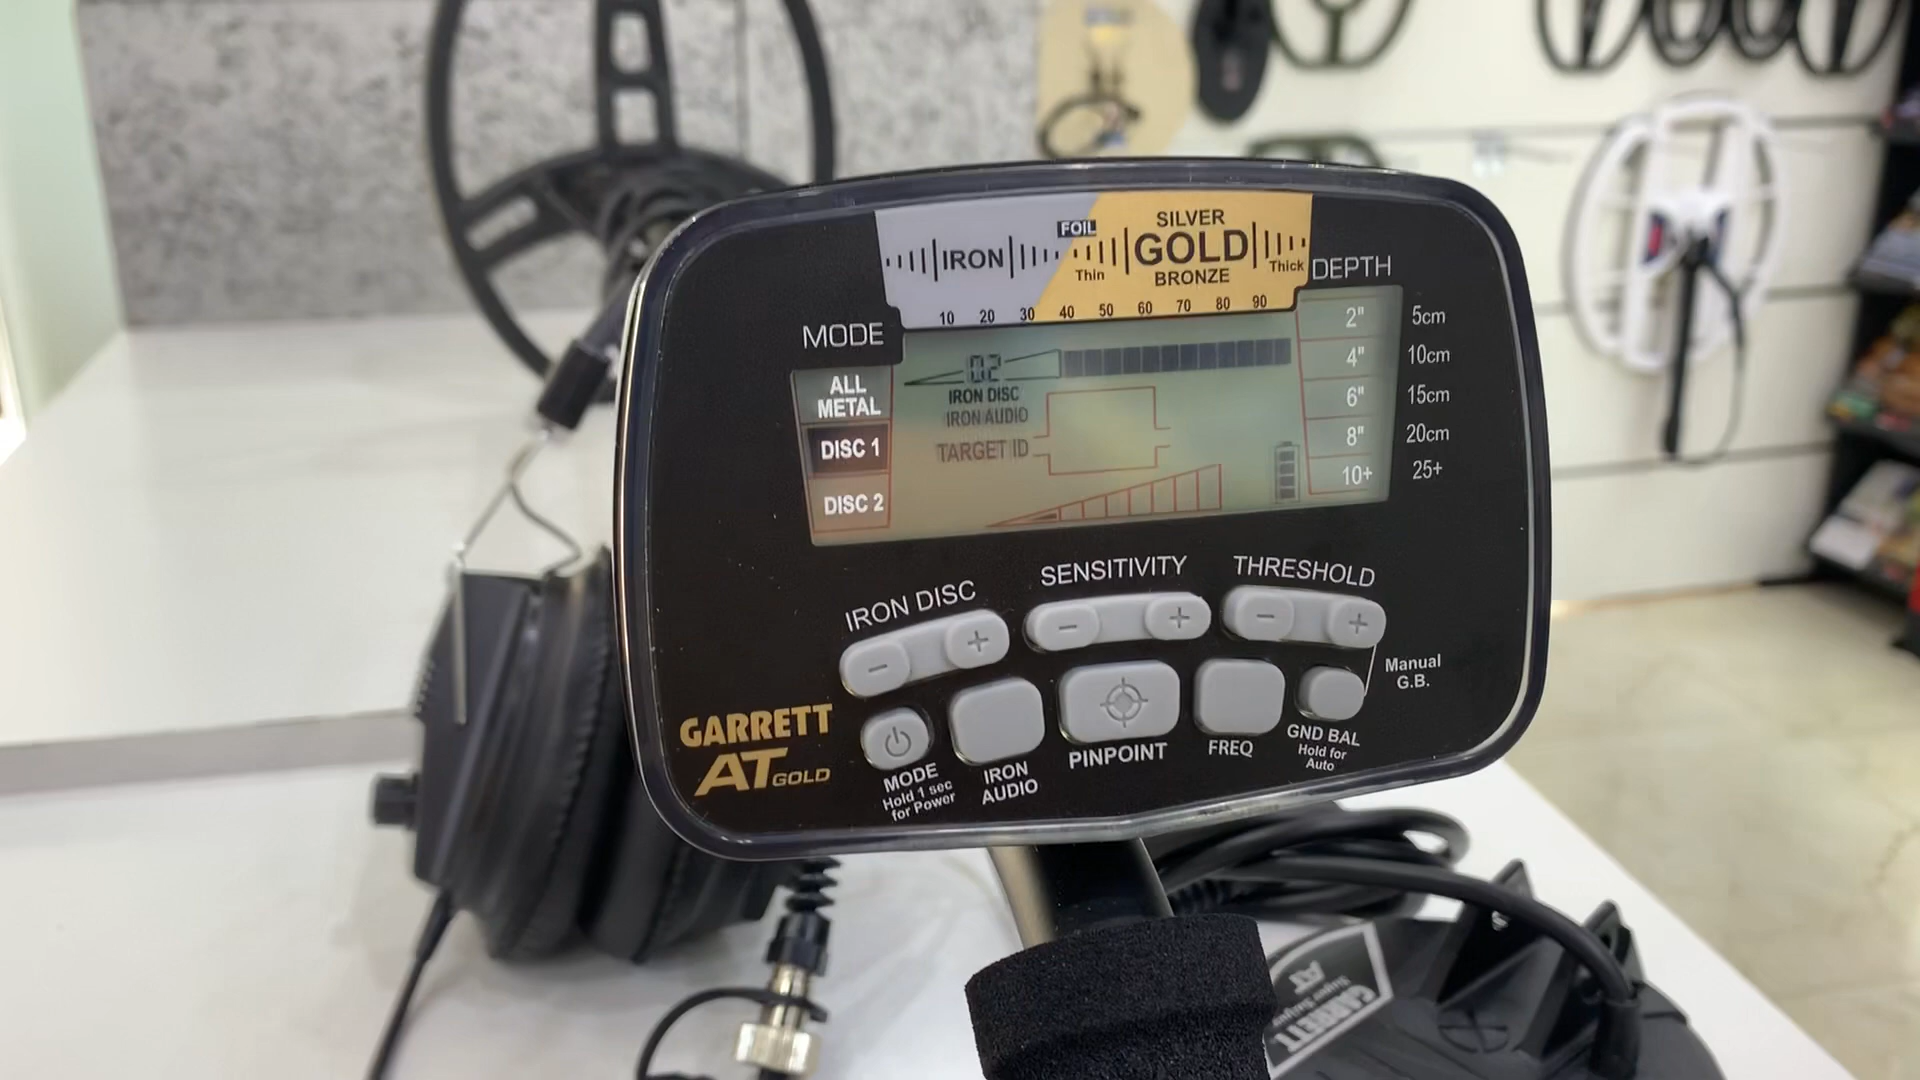 FOIL
SILVER
IRON
GOLD
Thin
BRONZE
Thick
DEPTH
10 20 30 40 50 60 70 80 90
MODE
2" 5cm
4" 10cm
6" 15cm
8" 20cm
10+ 25+
ALL
METAL
DISC 1
DISC 2
02
IRON DISC
IRON AUDIO
TARGET ID
IRON DISC
SENSITIVITY
THRESHOLD
- +
- +
- +
Manual
G.B.
GARRETT
AT GOLD
MODE
Hold 1 sec
for Power
IRON
AUDIO
PINPOINT
FREQ
GND BAL
Hold for
Auto
GARRETT
AT